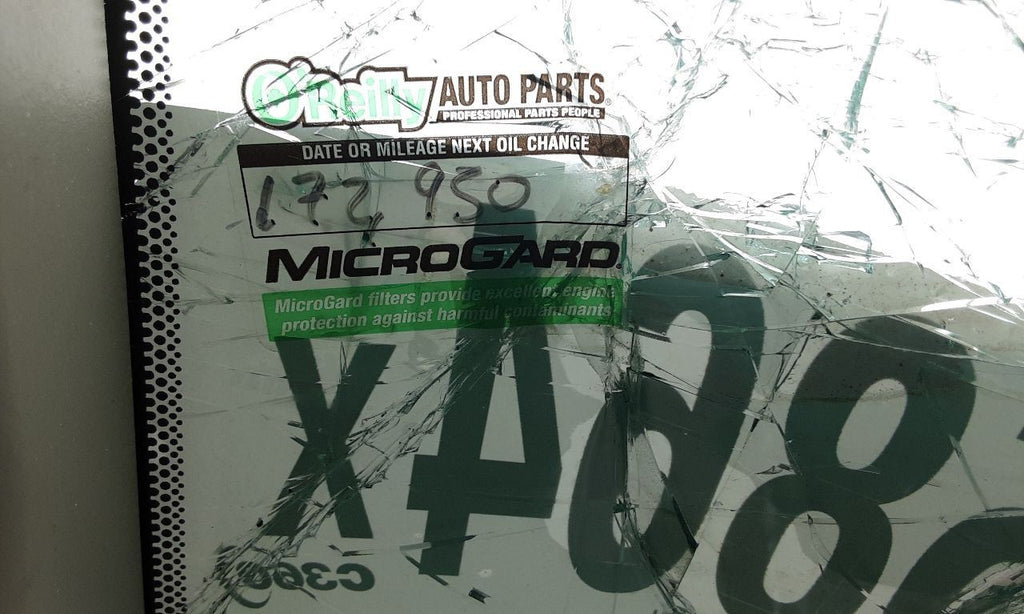 O'Reilly AUTO PARTS
PROFESSIONAL PARTS PEOPLE
DATE OR MILEAGE NEXT OIL CHANGE
172,950
MICROGARD
MicroGard filters provide excellent engine
protection against harmful contaminants